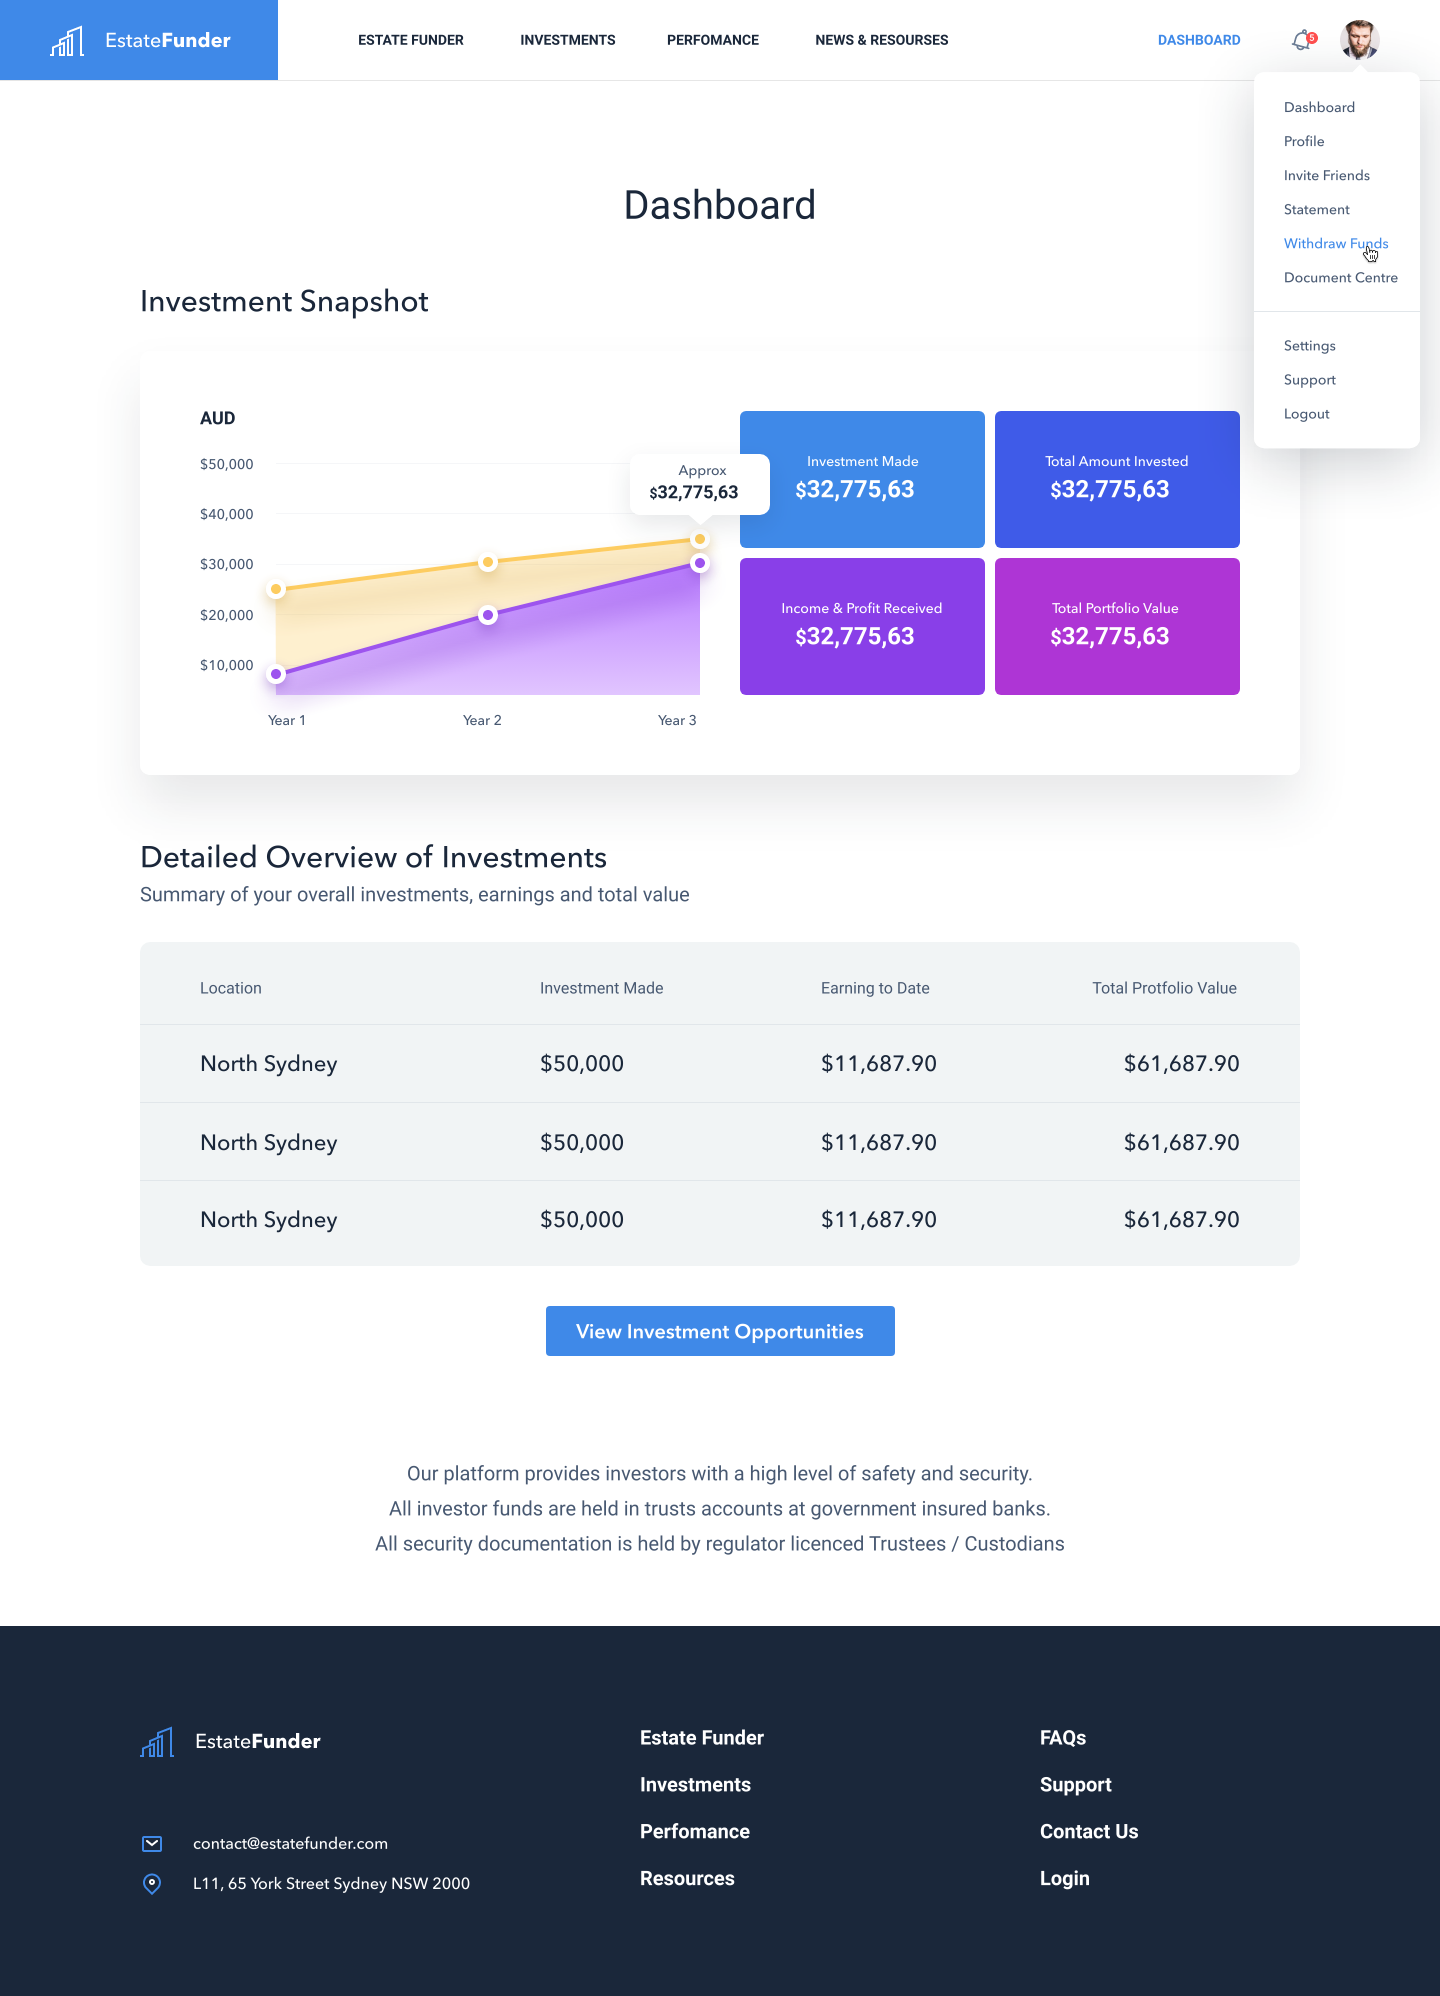 EstateFunder
ESTATE FUNDER
INVESTMENTS
PERFOMANCE
NEWS & RESOURSES
DASHBOARD
5
Dashboard
Profile
Invite Friends
Statement
Withdraw Funds
Document Centre
Settings
Support
Logout
Dashboard
Investment Snapshot
AUD
$50,000
$40,000
$30,000
$20,000
$10,000
Year 1
Year 2
Year 3
Approx
$32,775,63
Investment Made
$32,775,63
Total Amount Invested
$32,775,63
Income & Profit Received
$32,775,63
Total Portfolio Value
$32,775,63
Detailed Overview of Investments
Summary of your overall investments, earnings and total value
Location Investment Made Earning to Date Total Protfolio Value
North Sydney $50,000 $11,687.90 $61,687.90
North Sydney $50,000 $11,687.90 $61,687.90
North Sydney $50,000 $11,687.90 $61,687.90
View Investment Opportunities
Our platform provides investors with a high level of safety and security.
All investor funds are held in trusts accounts at government insured banks.
All security documentation is held by regulator licenced Trustees / Custodians
EstateFunder
contact@estatefunder.com
L11, 65 York Street Sydney NSW 2000
Estate Funder
Investments
Perfomance
Resources
FAQs
Support
Contact Us
Login